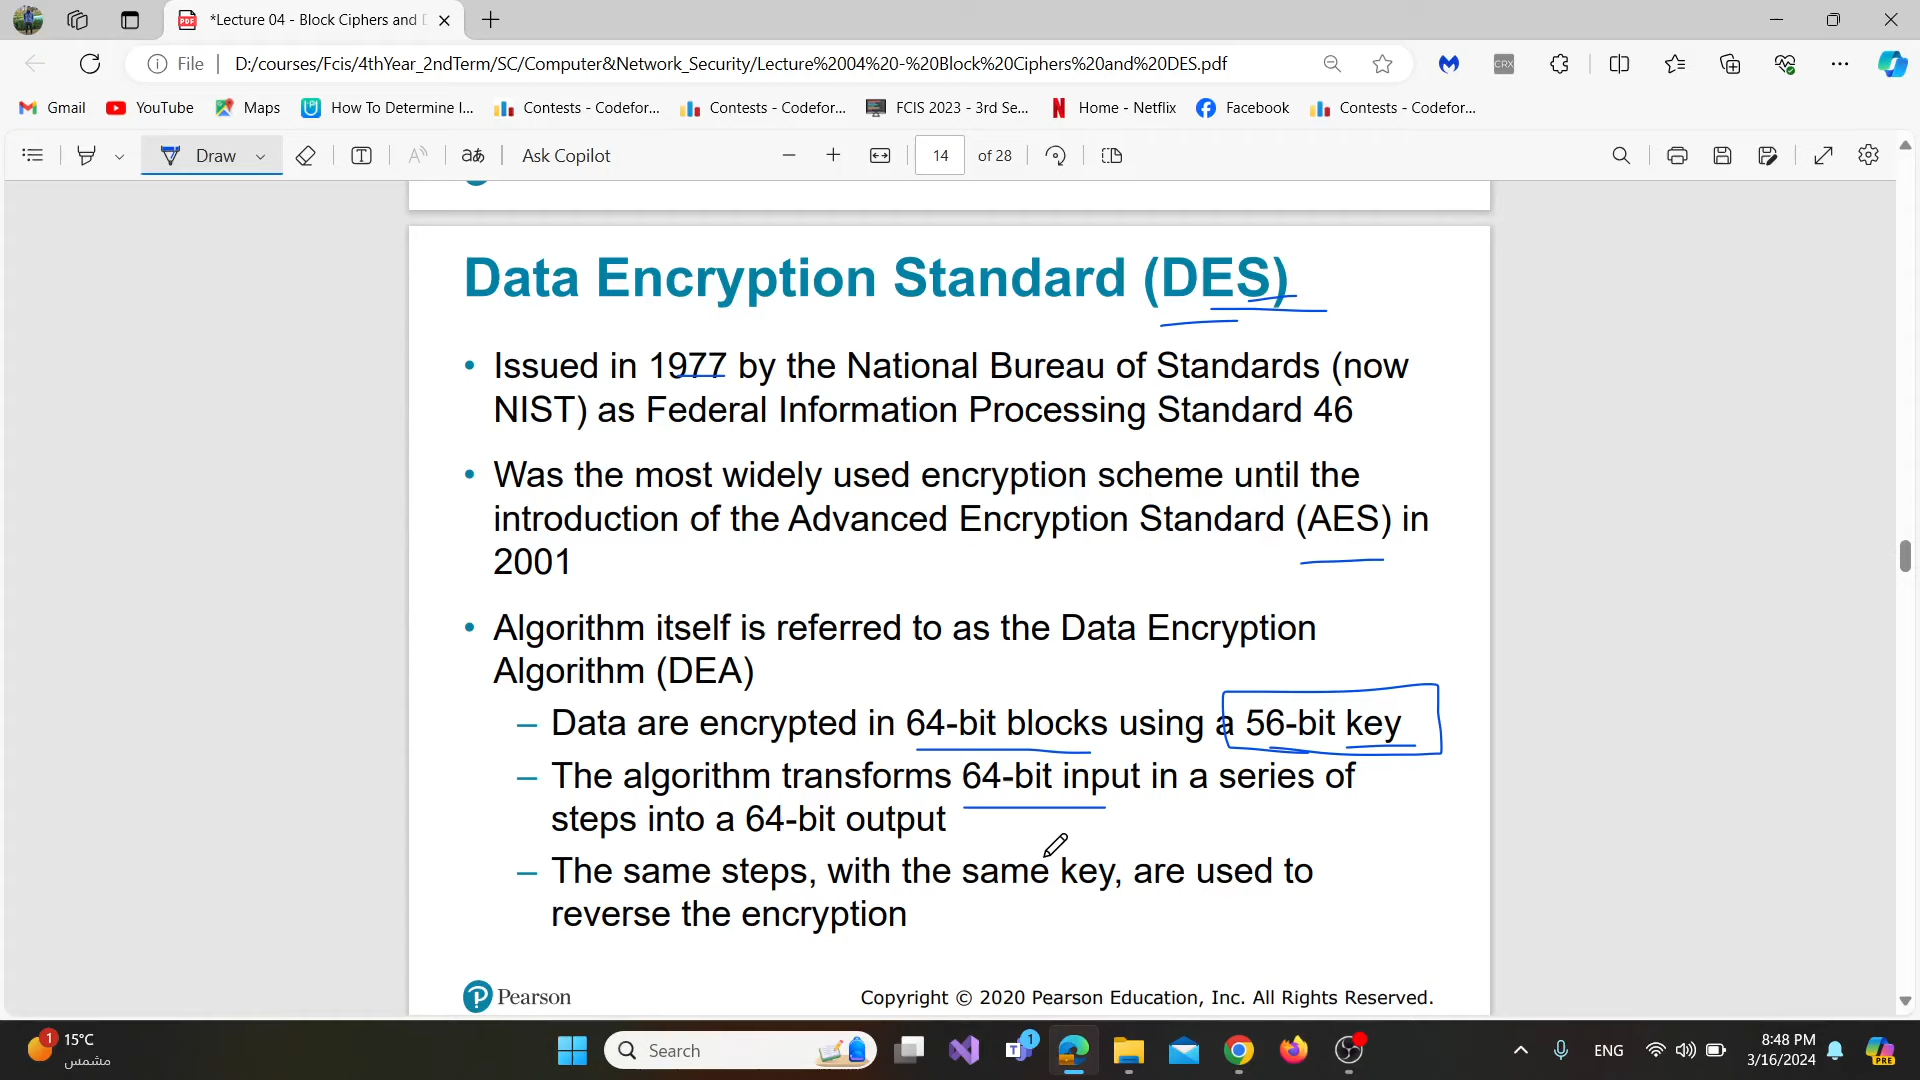 *Lecture 04 - Block Ciphers and D
File
D:/courses/Fcis/4thYear_2ndTerm/SC/Computer&Network_Security/Lecture%2004%20-%20Block%20Ciphers%20and%20DES.pdf
CRX
Gmail
YouTube
Maps
How To Determine I...
Contests - Codefor...
Contests - Codefor...
FCIS 2023 - 3rd Se...
Home - Netflix
Facebook
Contests - Codefor...
Draw
Ask Copilot
14
of 28
Data Encryption Standard (DES)
• Issued in 1977 by the National Bureau of Standards (now
NIST) as Federal Information Processing Standard 46
• Was the most widely used encryption scheme until the
introduction of the Advanced Encryption Standard (AES) in
2001
• Algorithm itself is referred to as the Data Encryption
Algorithm (DEA)
– Data are encrypted in 64-bit blocks using a 56-bit key
– The algorithm transforms 64-bit input in a series of
steps into a 64-bit output
– The same steps, with the same key, are used to
reverse the encryption
Pearson
Copyright © 2020 Pearson Education, Inc. All Rights Reserved.
1
15°C
مشمس
Search
1
ENG
8:48 PM
3/16/2024
PRE